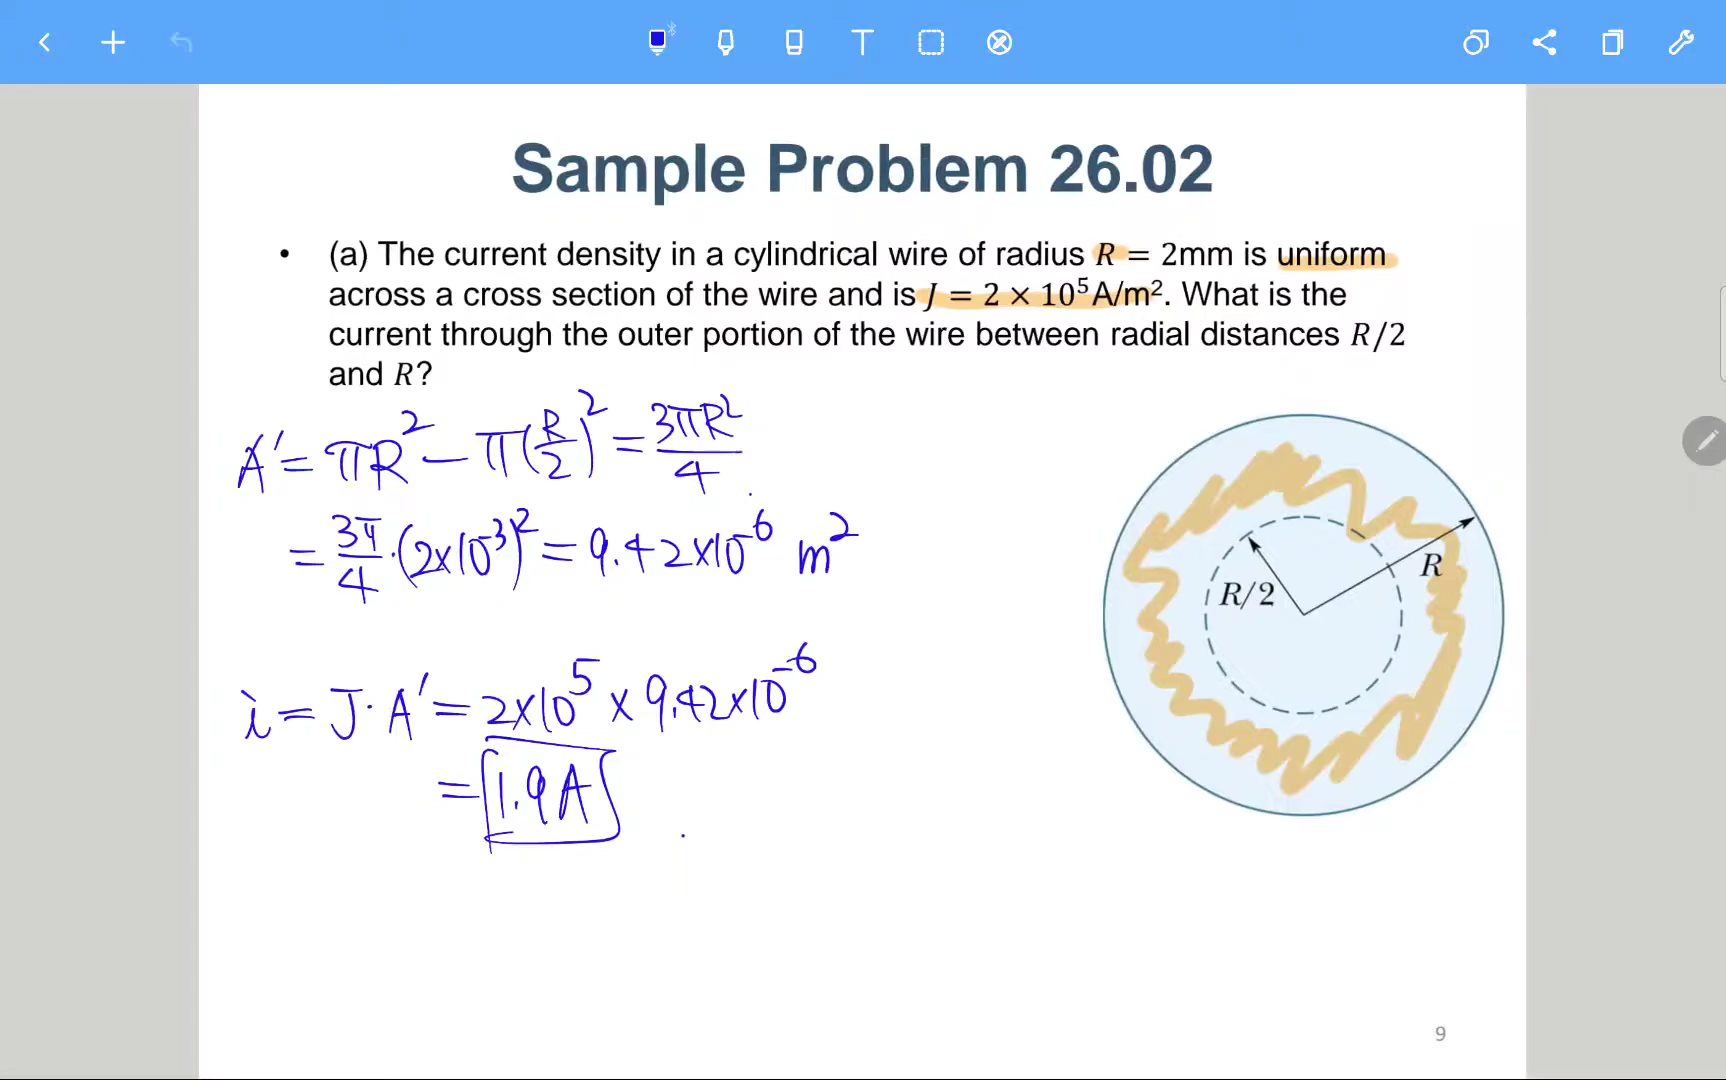 Sample Problem 26.02
• (a) The current density in a cylindrical wire of radius R = 2mm is uniform
across a cross section of the wire and is J = 2 × 10⁵A/m². What is the
current through the outer portion of the wire between radial distances R/2
and R?
A' = πR² − π(R/2)² = 3πR²/4
= 3π/4 · (2×10⁻³)² = 9.42×10⁻⁶ m²
R
R/2
i = J · A' = 2×10⁵ × 9.42×10⁻⁶
= 1.9A
9